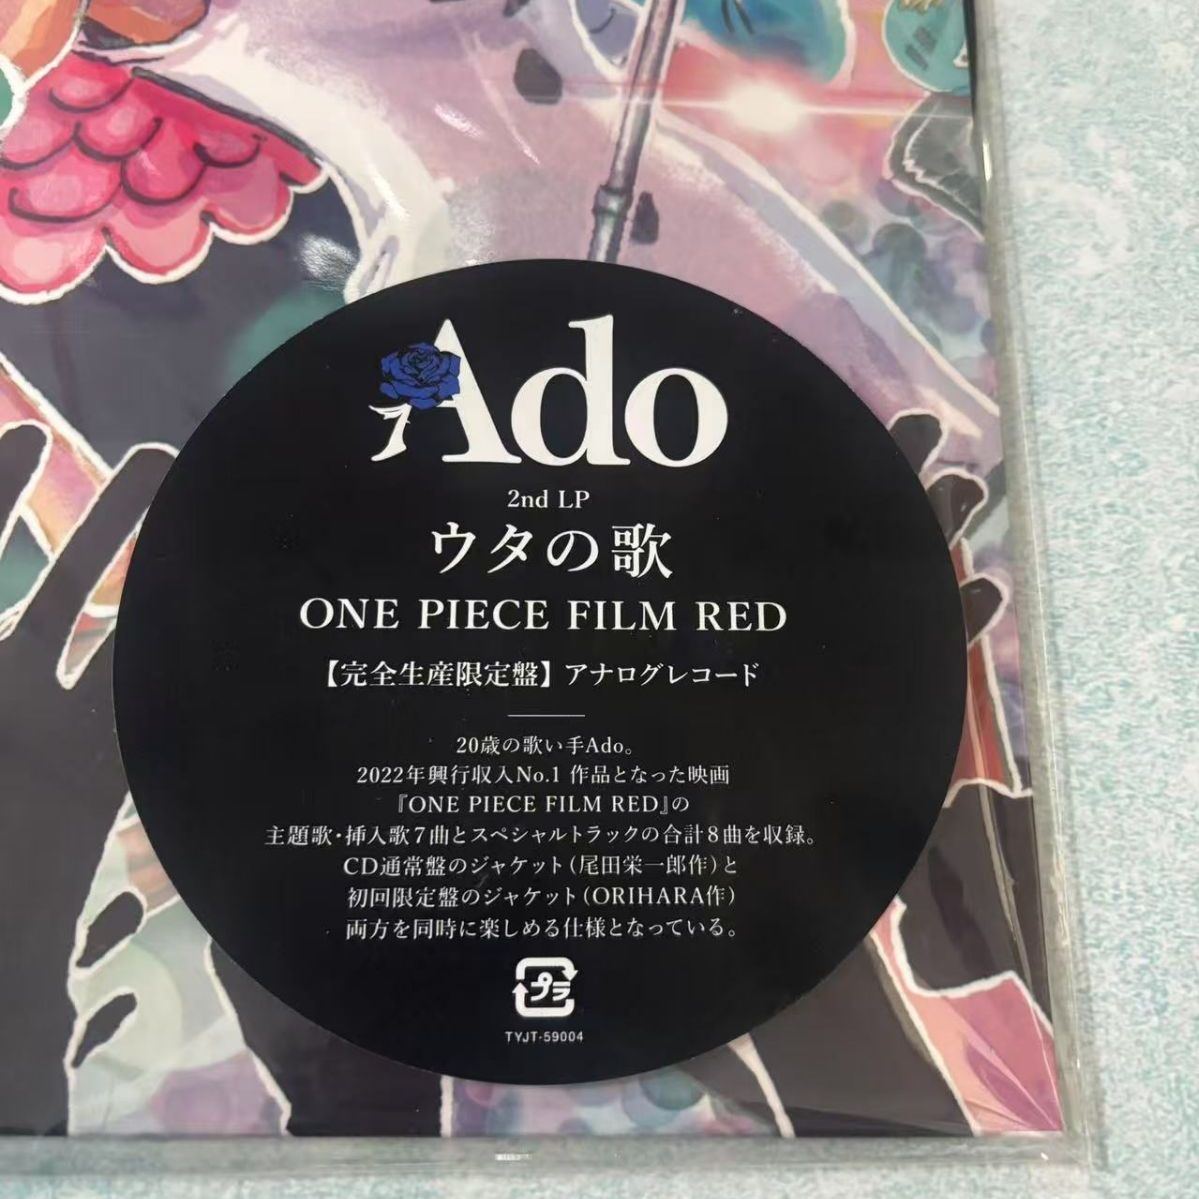 Ado
2nd LP
ウタの歌
ONE PIECE FILM RED
【完全生産限定盤】アナログレコード
20歳の歌い手Ado。
2022年興行収入No.1 作品となった映画
『ONE PIECE FILM RED』の
主題歌・挿入歌7曲とスペシャルトラックの合計8曲を収録。
CD通常盤のジャケット(尾田栄一郎作)と
初回限定盤のジャケット(ORIHARA作)
両方を同時に楽しめる仕様となっている。
プラ
TYJT-59004